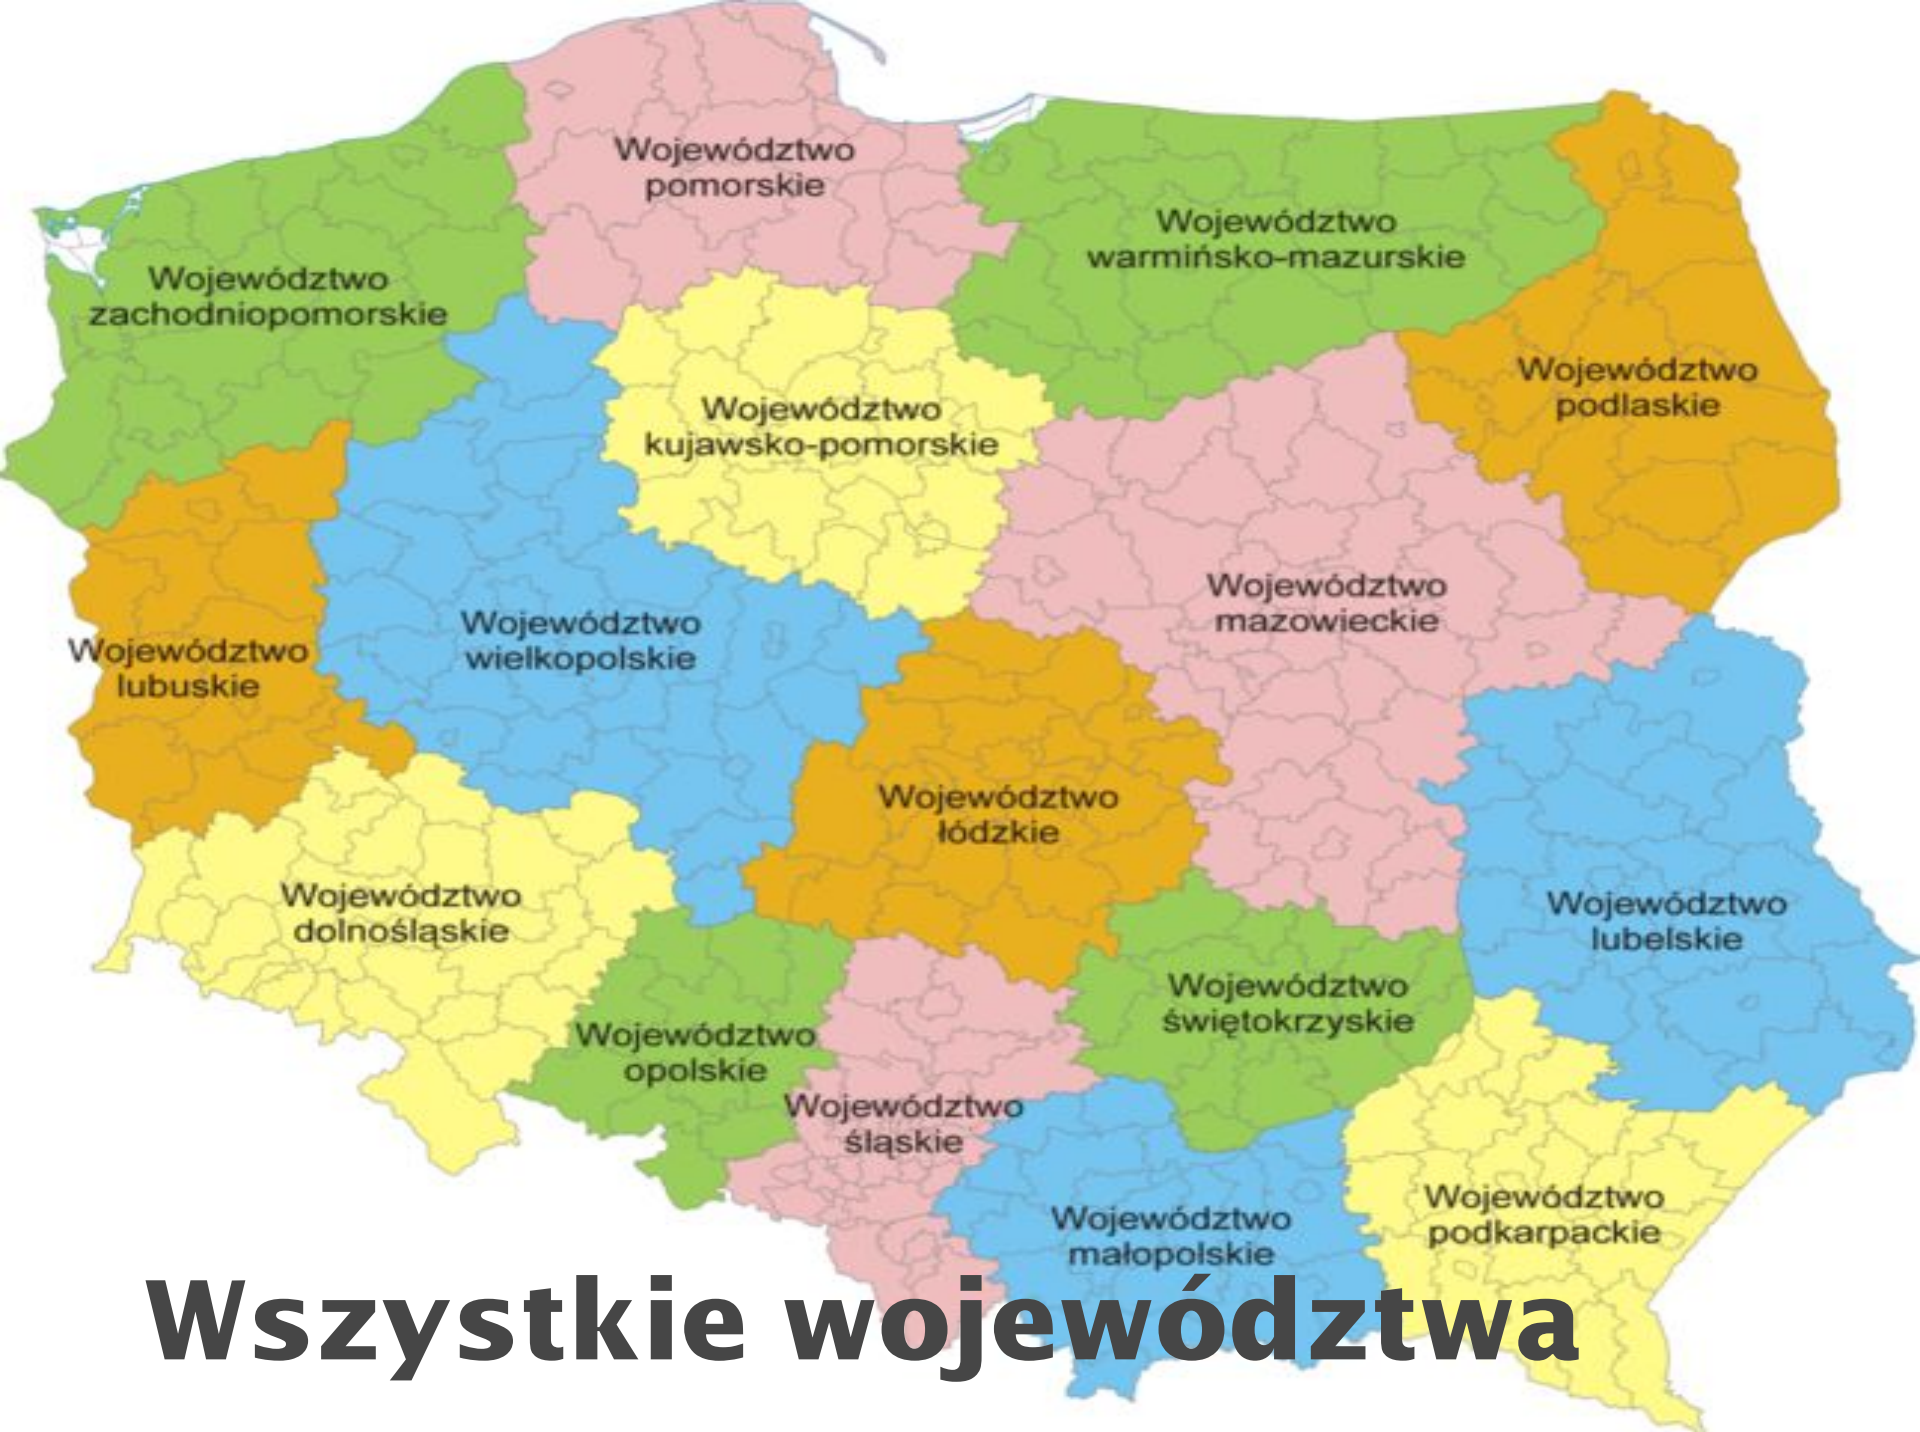 Województwo
pomorskie
Województwo
warmińsko-mazurskie
Województwo
zachodniopomorskie
Województwo
podlaskie
Województwo
kujawsko-pomorskie
Województwo
mazowieckie
Województwo
wielkopolskie
Województwo
lubuskie
Województwo
łódzkie
Województwo
dolnośląskie
Województwo
lubelskie
Województwo
świętokrzyskie
Województwo
opolskie
Województwo
śląskie
Województwo
podkarpackie
Województwo
małopolskie
Wszystkie województwa